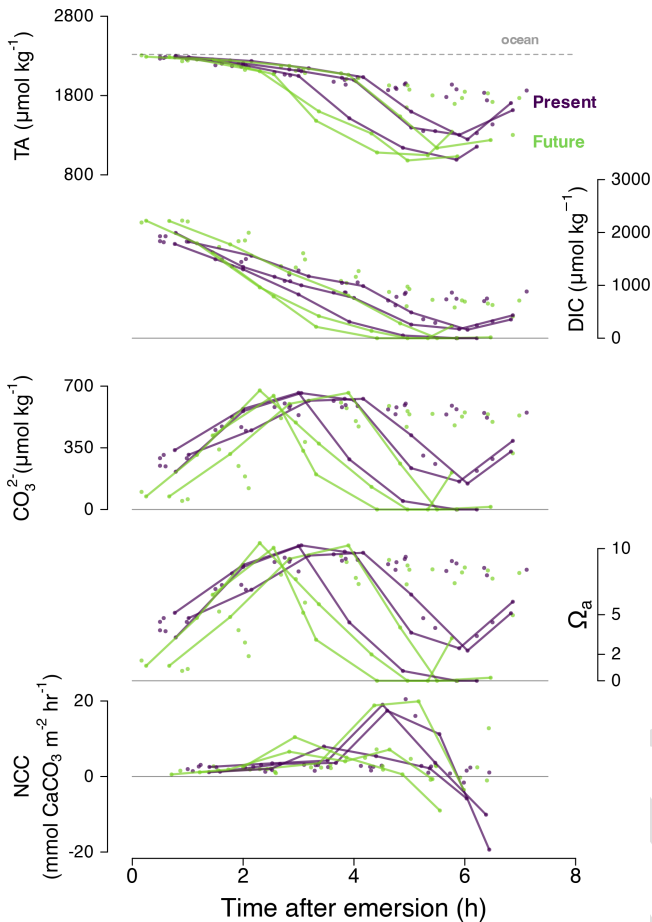 2800
1800
800
TA (µmol kg⁻¹)
ocean
Present
Future
3000
2000
1000
0
DIC (µmol kg⁻¹)
700
350
0
CO₃²⁻(µmol kg⁻¹)
10
5
2
0
Ωa
20
0
-20
NCC
(mmol CaCO₃ m⁻² hr⁻¹)
0 2 4 6 8
Time after emersion (h)